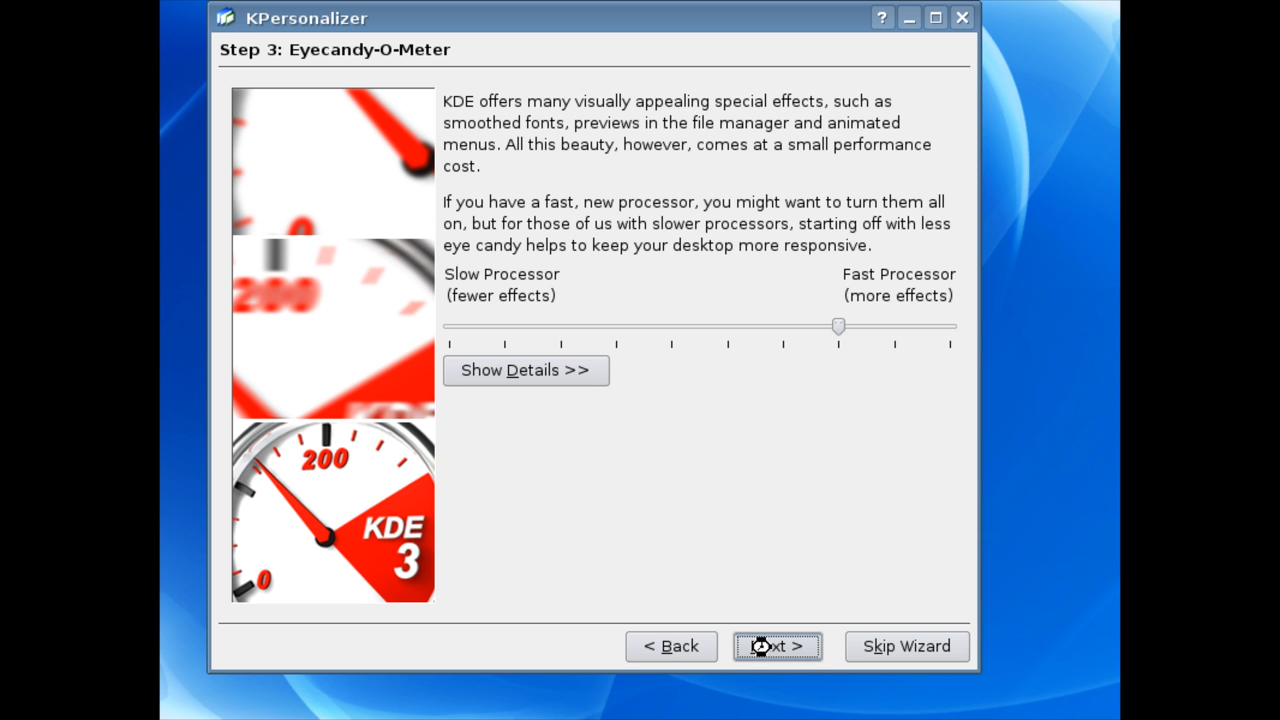 KPersonalizer
Step 3: Eyecandy-O-Meter
KDE offers many visually appealing special effects, such as
smoothed fonts, previews in the file manager and animated
menus. All this beauty, however, comes at a small performance
cost.
If you have a fast, new processor, you might want to turn them all
on, but for those of us with slower processors, starting off with less
eye candy helps to keep your desktop more responsive.
Slow Processor
(fewer effects)
Fast Processor
(more effects)
Show Details >>
0
200
KDE
200
KDE
3
0
< Back
Next >
Skip Wizard